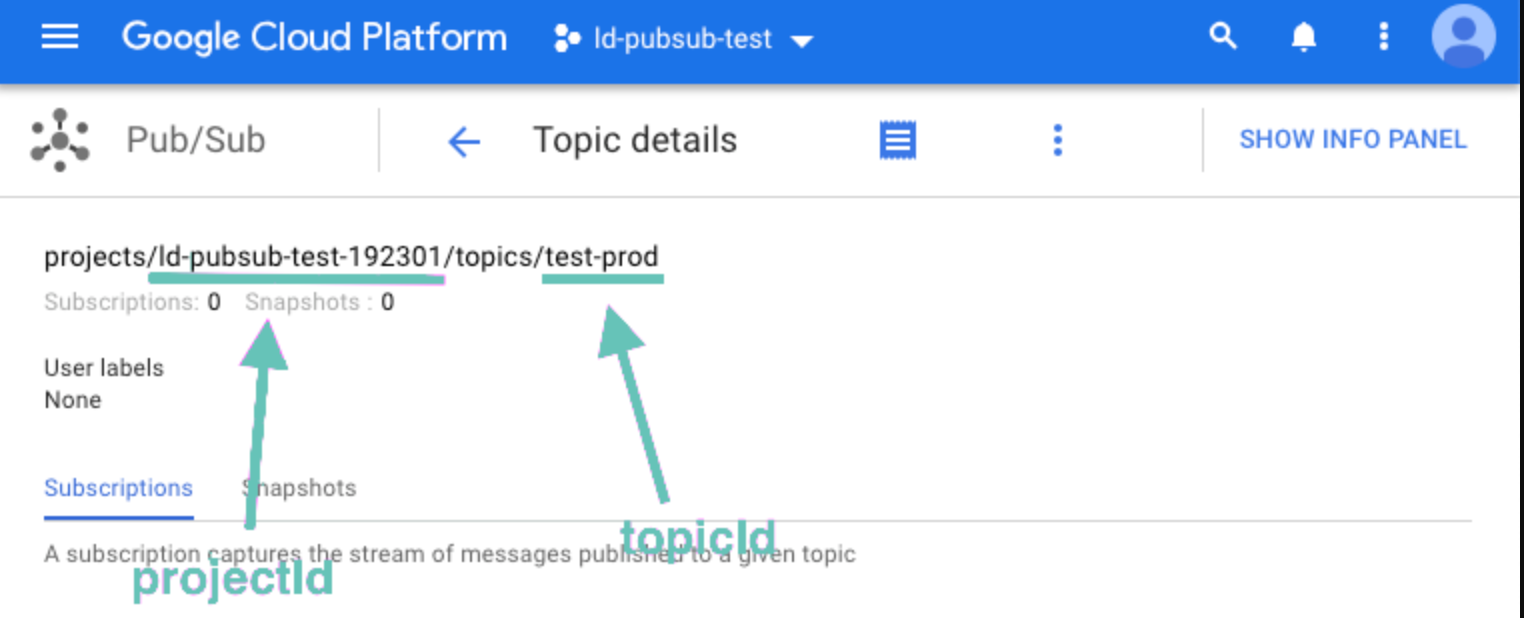 Google Cloud Platform ld-pubsub-test
Pub/Sub Topic details SHOW INFO PANEL
projects/ld-pubsub-test-192301/topics/test-prod
Subscriptions: 0 Snapshots : 0
User labels
None
Subscriptions Snapshots
topicId
A subscription captures the stream of messages published to a given topic
projectId